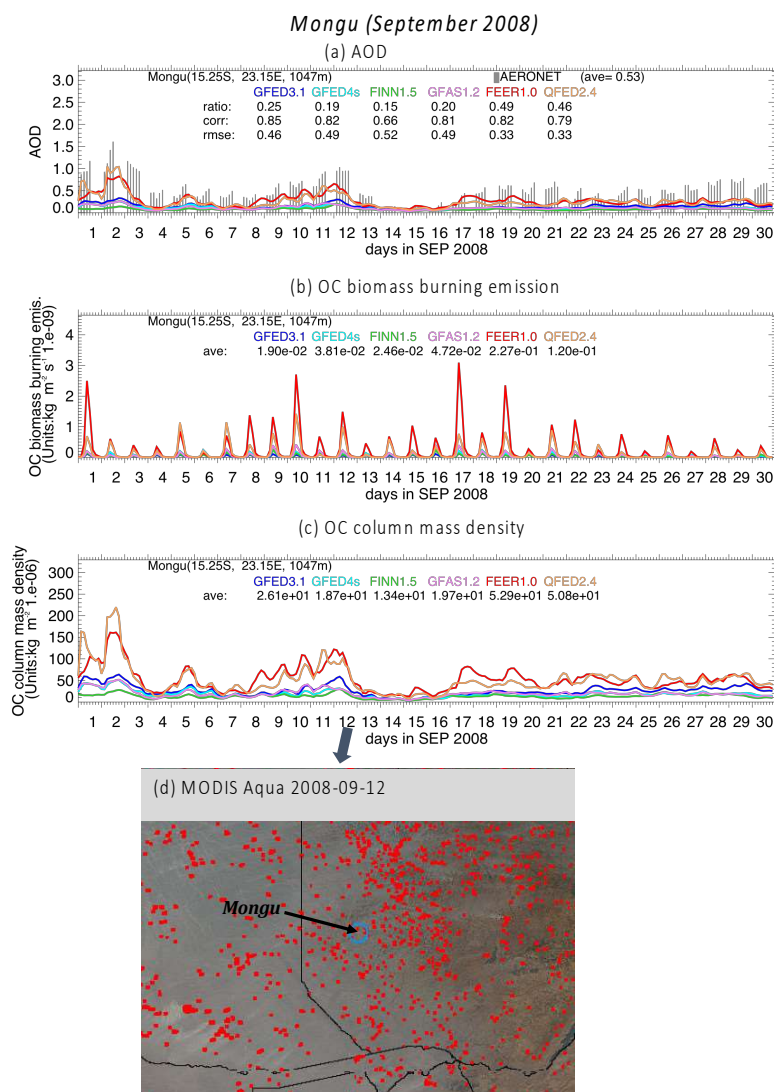 Mongu (September 2008)
(a) AOD
Mongu(15.25S, 23.15E, 1047m) AERONET (ave= 0.53)
GFED3.1 GFED4s FINN1.5 GFAS1.2 FEER1.0 QFED2.4
ratio: 0.25 0.19 0.15 0.20 0.49 0.46
corr: 0.85 0.82 0.66 0.81 0.82 0.79
rmse: 0.46 0.49 0.52 0.49 0.33 0.33
AOD
3.0
2.5
2.0
1.5
1.0
0.5
0.0
1 2 3 4 5 6 7 8 9 10 11 12 13 14 15 16 17 18 19 20 21 22 23 24 25 26 27 28 29 30
days in SEP 2008
(b) OC biomass burning emission
Mongu(15.25S, 23.15E, 1047m)
GFED3.1 GFED4s FINN1.5 GFAS1.2 FEER1.0 QFED2.4
ave: 1.90e-02 3.81e-02 2.46e-02 4.72e-02 2.27e-01 1.20e-01
OC biomass burning emis.
(Units:kg m⁻² s⁻¹ 1.e-09)
4
3
2
1
0
1 2 3 4 5 6 7 8 9 10 11 12 13 14 15 16 17 18 19 20 21 22 23 24 25 26 27 28 29 30
days in SEP 2008
(c) OC column mass density
Mongu(15.25S, 23.15E, 1047m)
GFED3.1 GFED4s FINN1.5 GFAS1.2 FEER1.0 QFED2.4
ave: 2.61e+01 1.87e+01 1.34e+01 1.97e+01 5.29e+01 5.08e+01
OC column mass density
(Units:kg m⁻² 1.e-06)
300
250
200
150
100
50
0
1 2 3 4 5 6 7 8 9 10 11 12 13 14 15 16 17 18 19 20 21 22 23 24 25 26 27 28 29 30
days in SEP 2008
(d) MODIS Aqua 2008-09-12
Mongu